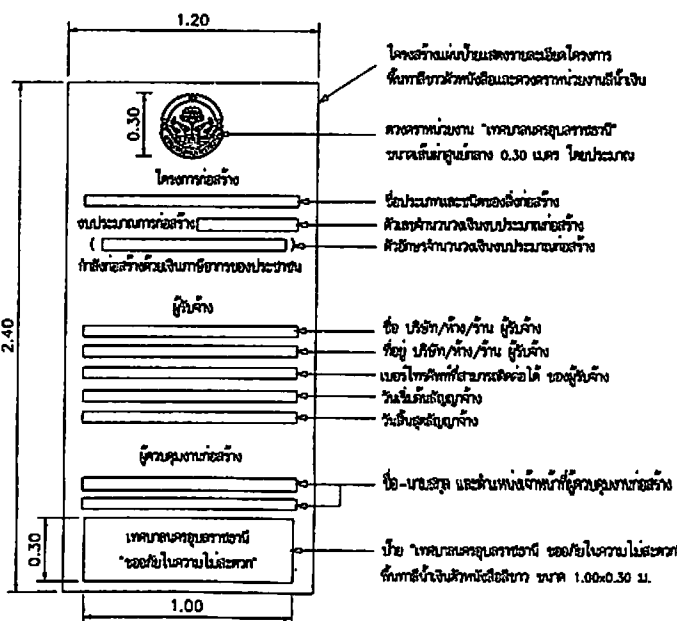 1.20
โครงสร้างแผ่นป้ายแสดงรายละเอียดโครงการ
พื้นทาสีขาวตัวหนังสือและดวงตราหน่วยงานสีน้ำเงิน
0.30
ดวงตราหน่วยงาน "เทศบาลนครอุบลราชธานี"
ขนาดเส้นผ่าศูนย์กลาง 0.30 เมตร โดยประมาณ
โครงการก่อสร้าง
ชื่อประเภทและชนิดของสิ่งก่อสร้าง
งบประมาณการก่อสร้าง
ตัวเลขจำนวนวงเงินงบประมาณก่อสร้าง
( )
ตัวอักษรจำนวนวงเงินงบประมาณก่อสร้าง
กำลังก่อสร้างด้วยเงินภาษีอากรของประชาชน
2.40
ผู้รับจ้าง
ชื่อ บริษัท/ห้าง/ร้าน ผู้รับจ้าง
ที่อยู่ บริษัท/ห้าง/ร้าน ผู้รับจ้าง
เบอร์โทรศัพท์ที่สามารถติดต่อได้ ของผู้รับจ้าง
วันเริ่มต้นสัญญาจ้าง
วันสิ้นสุดสัญญาจ้าง
ผู้ควบคุมงานก่อสร้าง
ชื่อ-นามสกุล และตำแหน่งเจ้าหน้าที่ผู้ควบคุมงานก่อสร้าง
0.30
เทศบาลนครอุบลราชธานี
"ขออภัยในความไม่สะดวก"
ป้าย "เทศบาลนครอุบลราชธานี ขออภัยในความไม่สะดวก"
พื้นทาสีน้ำเงินตัวหนังสือสีขาว ขนาด 1.00x0.30 ม.
1.00